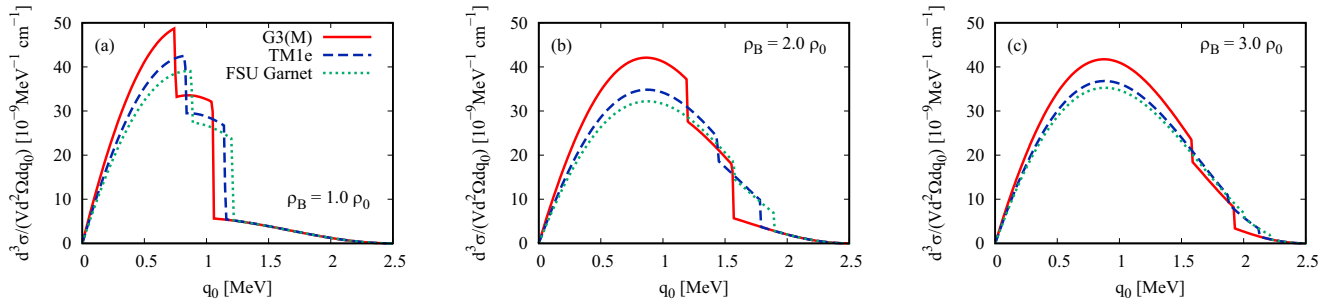 d³σ/(Vd²Ωdq₀) [10⁻⁹MeV⁻¹ cm⁻¹]
50
40
30
20
10
0
(a)
G3(M)
TM1e
FSU Garnet
ρB = 1.0 ρ₀
0 0.5 1 1.5 2 2.5
q₀ [MeV]
d³σ/(Vd²Ωdq₀) [10⁻⁹MeV⁻¹ cm⁻¹]
50
40
30
20
10
0
(b)
ρB = 2.0 ρ₀
0 0.5 1 1.5 2 2.5
q₀ [MeV]
d³σ/(Vd²Ωdq₀) [10⁻⁹MeV⁻¹ cm⁻¹]
50
40
30
20
10
0
(c)
ρB = 3.0 ρ₀
0 0.5 1 1.5 2 2.5
q₀ [MeV]